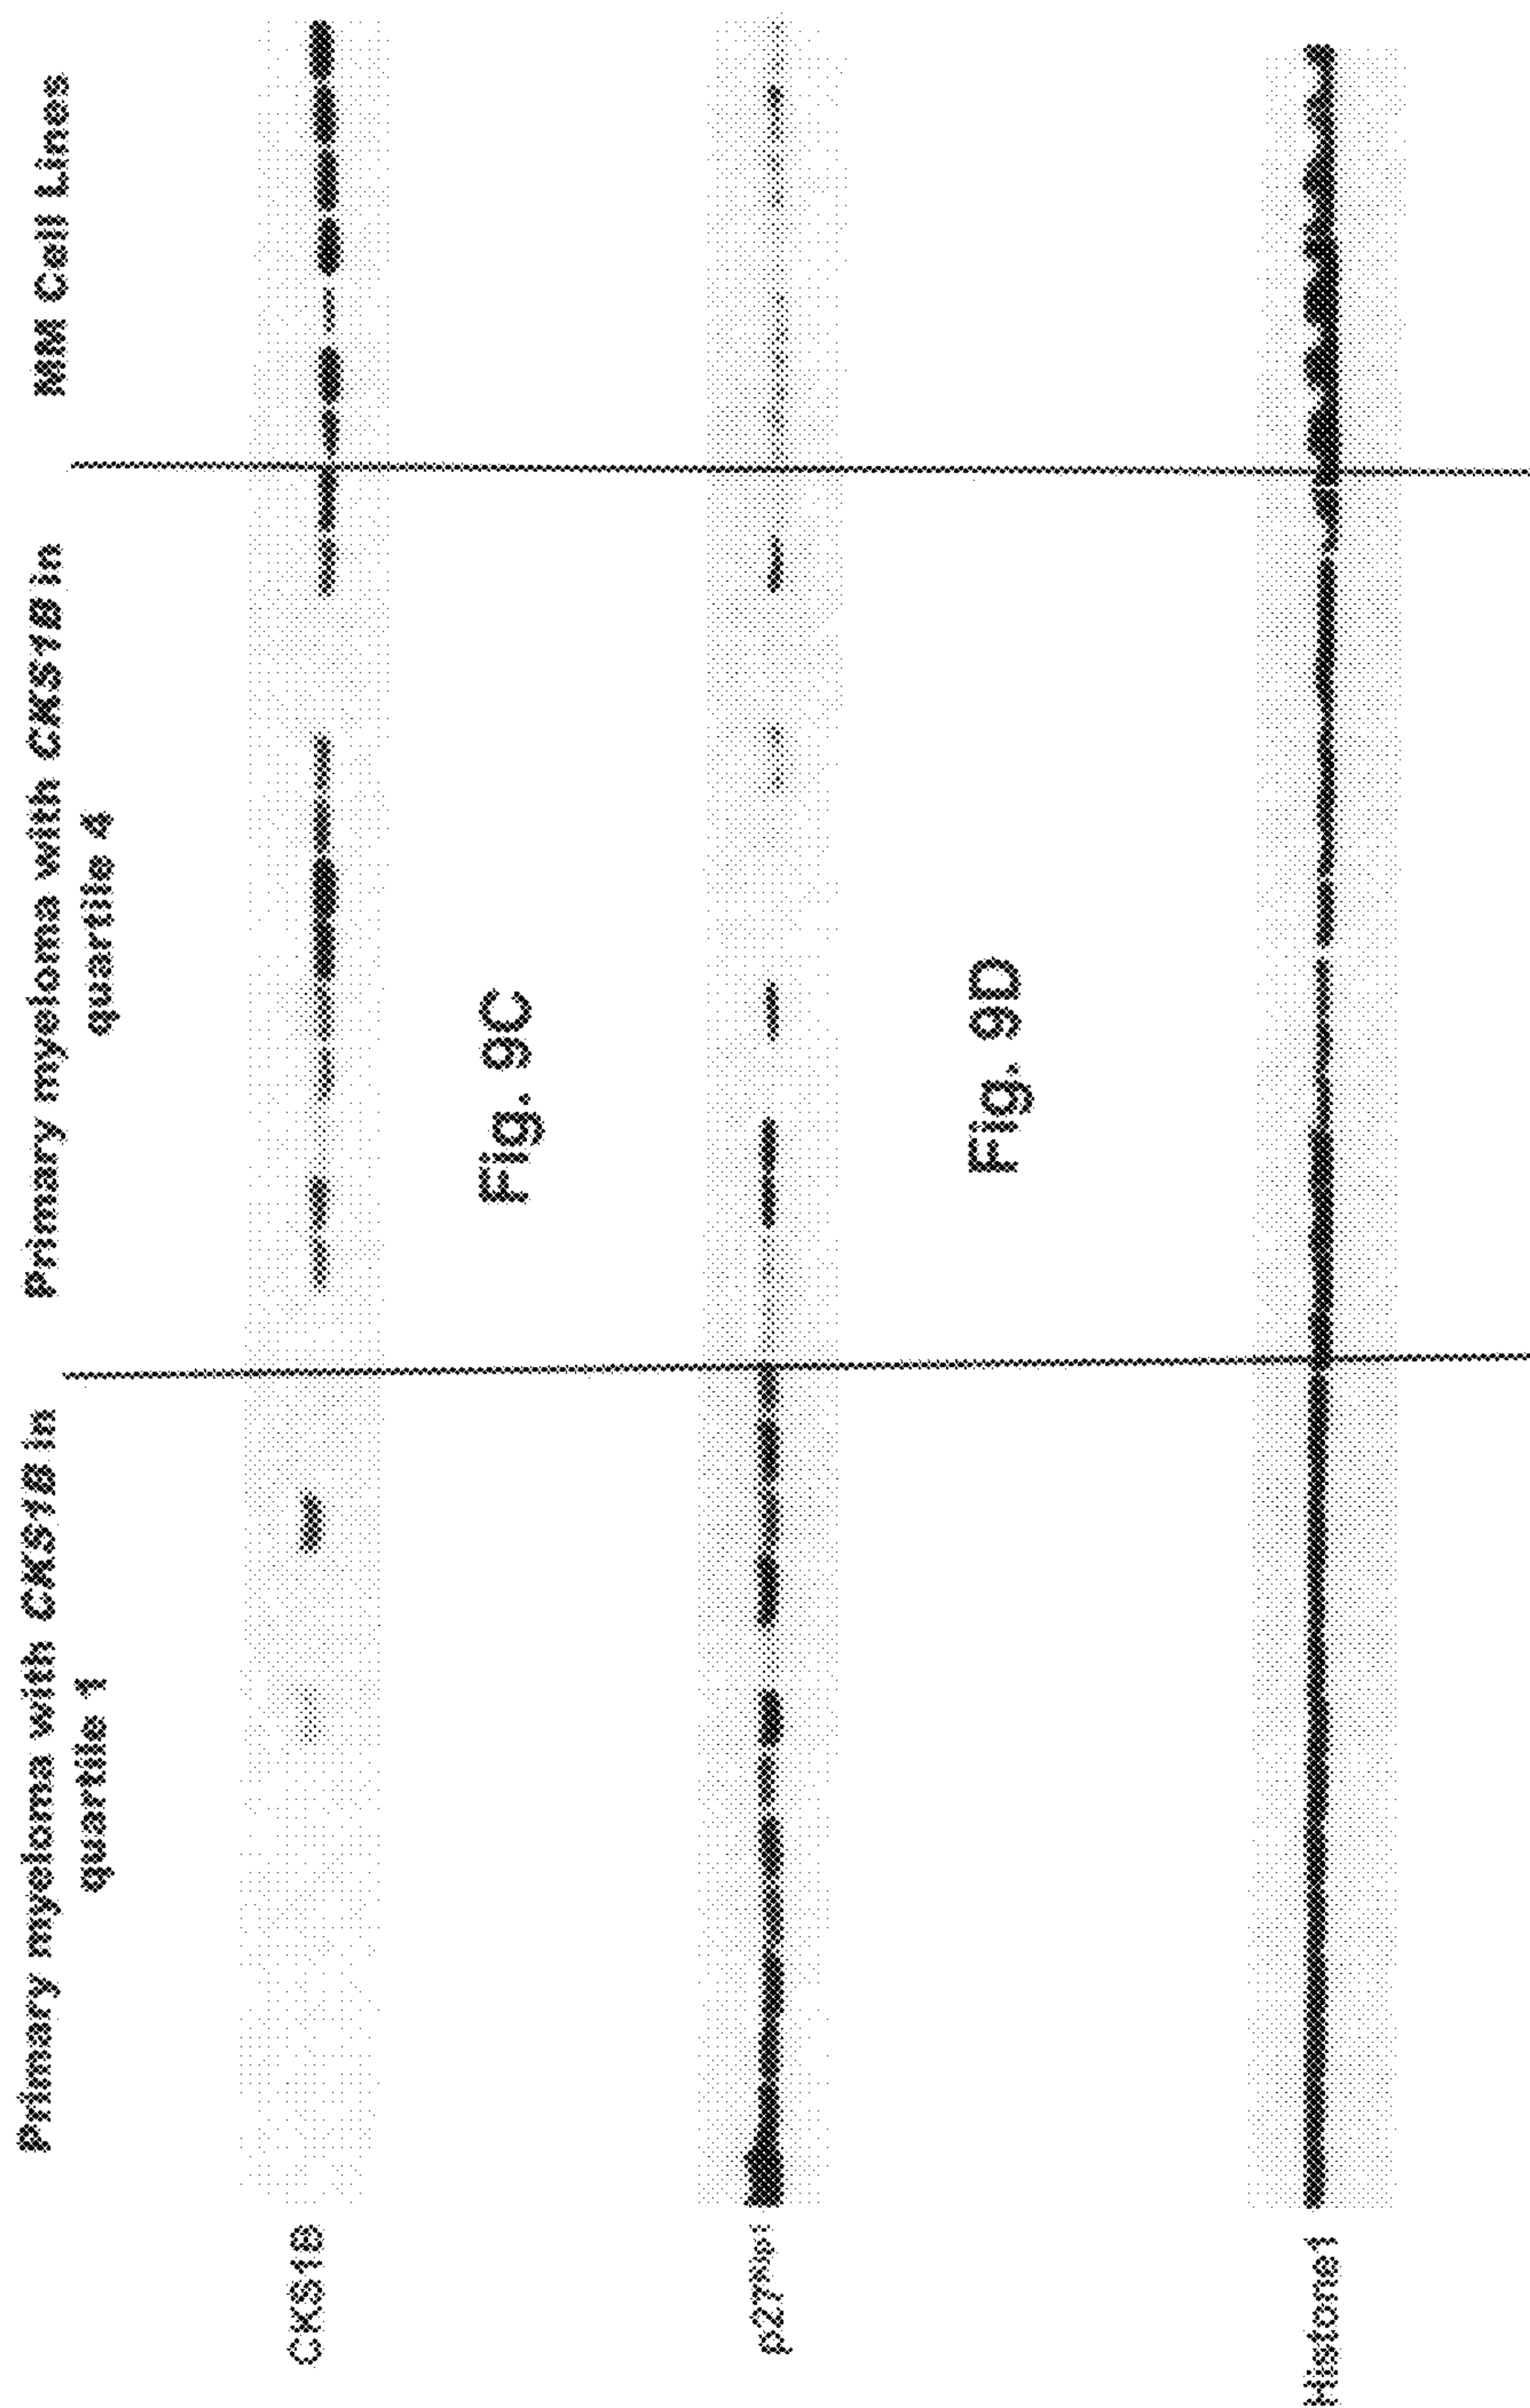 Primary myeloma with CKS1B in
quartile 1
Primary myeloma with CKS1B in
quartile 4
MM Cell Lines
CKS1B
Fig. 9C
p27Kip1
Fig. 9D
Histone1